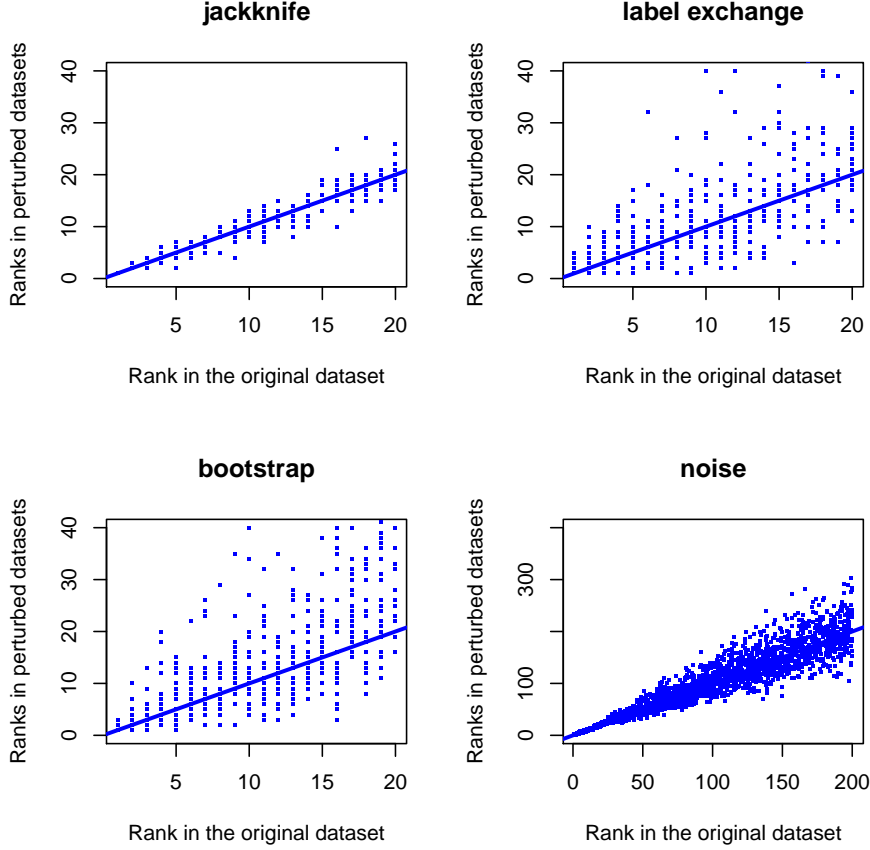 jackknife
Ranks in perturbed datasets
0 10 20 30 40
5 10 15 20
Rank in the original dataset
label exchange
Ranks in perturbed datasets
0 10 20 30 40
5 10 15 20
Rank in the original dataset
bootstrap
Ranks in perturbed datasets
0 10 20 30 40
5 10 15 20
Rank in the original dataset
noise
Ranks in perturbed datasets
0 100 300
0 50 100 150 200
Rank in the original dataset